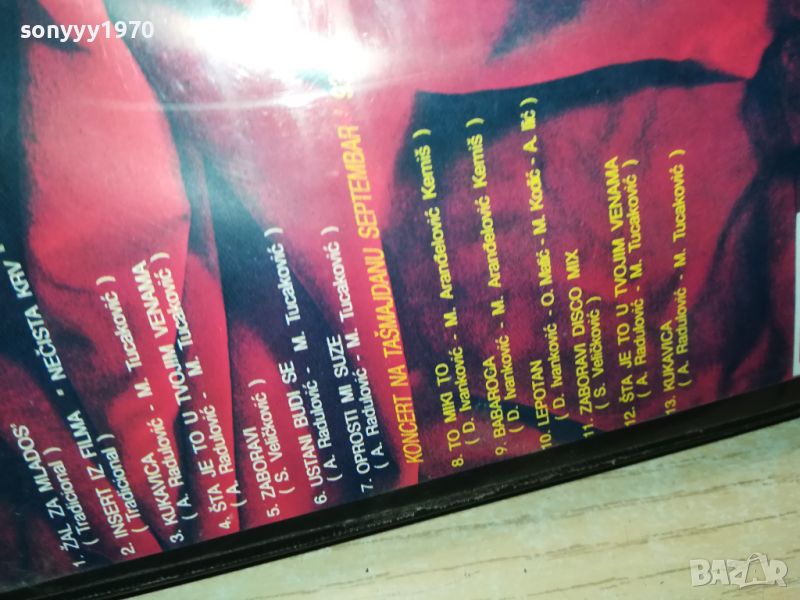 sonyyy1970
1. ŽAL ZA MLADOŠ'
( Tradicional )
2. INSERT IZ FILMA - " NEČISTA KRV "
( Tradicional )
3. KUKAVICA
( A. Radulović - M. Tucaković )
4. ŠTA JE TO U TVOJIM VENAMA
( A. Radulović - M. Tucaković )
5. ZABORAVI
( S. Veličković )
6. USTANI BUDI SE
( A. Radulović - M. Tucaković )
7. OPROSTI MI SUZE
( A. Radulović - M. Tucaković )
KONCERT NA TAŠMAJDANU SEPTEMBAR
8. TO MIKI TO
( D. Ivanković - M. Aranđelović Kemiš )
9. BABAROGA
( D. Ivanković - M. Aranđelović Kemiš )
10. LEPOTAN
( D. Ivanković - O. Malić - M. Kodić - A. Ilić )
11. ZABORAVI DISCO MIX
( S. Veličković )
12. ŠTA JE TO U TVOJIM VENAMA
( A. Radulović - M. Tucaković )
13. KUKAVICA
( A. Radulović - M. Tucaković )
BAZAR